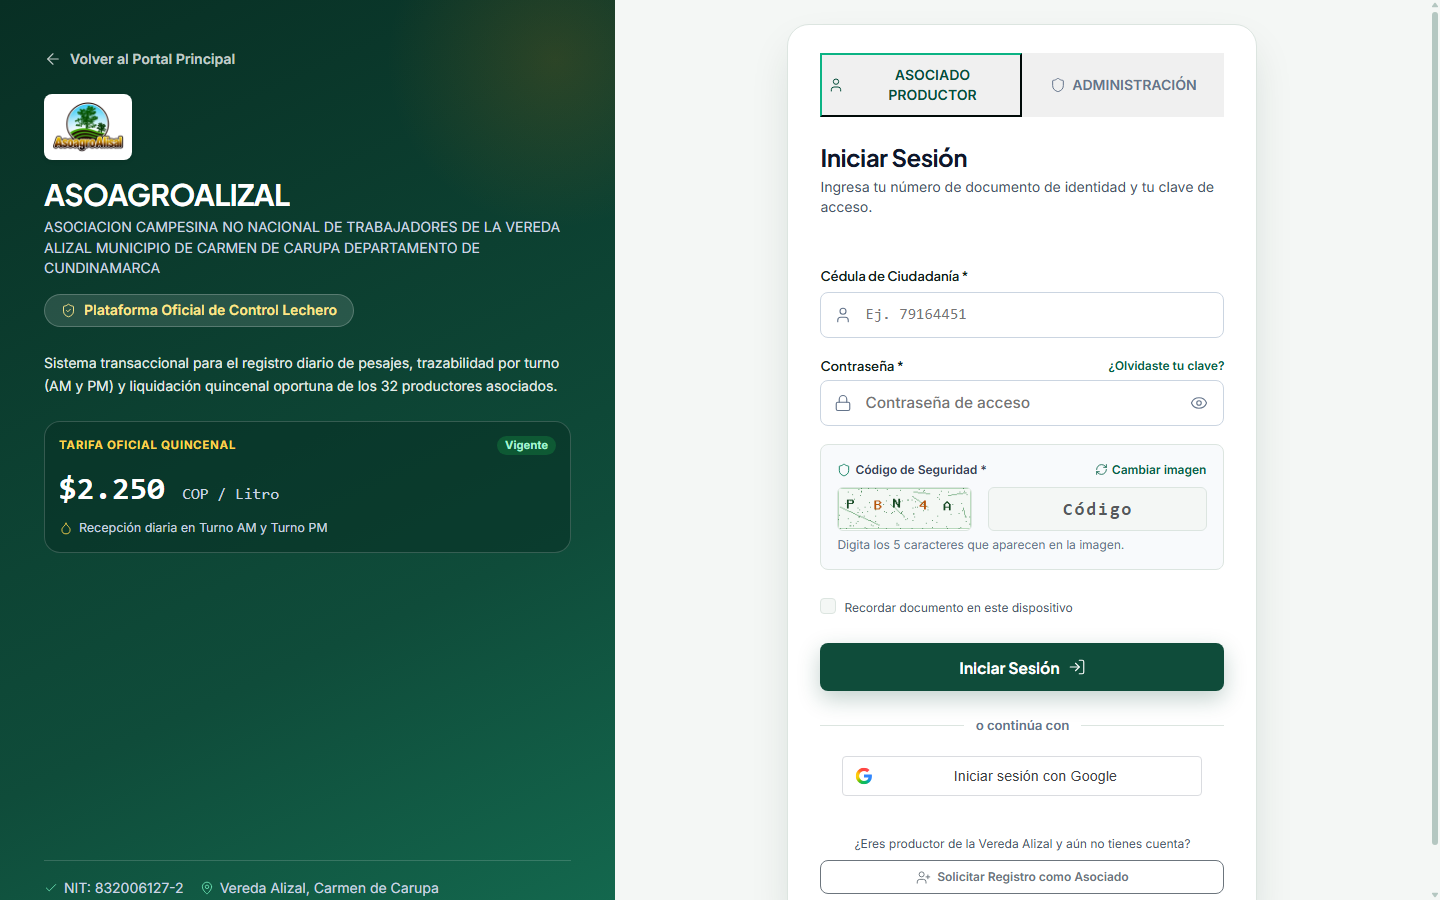 Volver al Portal Principal
AsoagroAlisal
ASOAGROALIZAL
ASOCIACION CAMPESINA NO NACIONAL DE TRABAJADORES DE LA VEREDA
ALIZAL MUNICIPIO DE CARMEN DE CARUPA DEPARTAMENTO DE
CUNDINAMARCA
Plataforma Oficial de Control Lechero
Sistema transaccional para el registro diario de pesajes, trazabilidad por turno
(AM y PM) y liquidación quincenal oportuna de los 32 productores asociados.
TARIFA OFICIAL QUINCENAL
Vigente
$2.250 COP / Litro
Recepción diaria en Turno AM y Turno PM
NIT: 832006127-2
Vereda Alizal, Carmen de Carupa
ASOCIADO
PRODUCTOR
ADMINISTRACIÓN
Iniciar Sesión
Ingresa tu número de documento de identidad y tu clave de
acceso.
Cédula de Ciudadanía *
Ej. 79164451
Contraseña *
¿Olvidaste tu clave?
Contraseña de acceso
Código de Seguridad *
Cambiar imagen
P B N 4 A
Código
Digita los 5 caracteres que aparecen en la imagen.
Recordar documento en este dispositivo
Iniciar Sesión
o continúa con
Iniciar sesión con Google
¿Eres productor de la Vereda Alizal y aún no tienes cuenta?
Solicitar Registro como Asociado